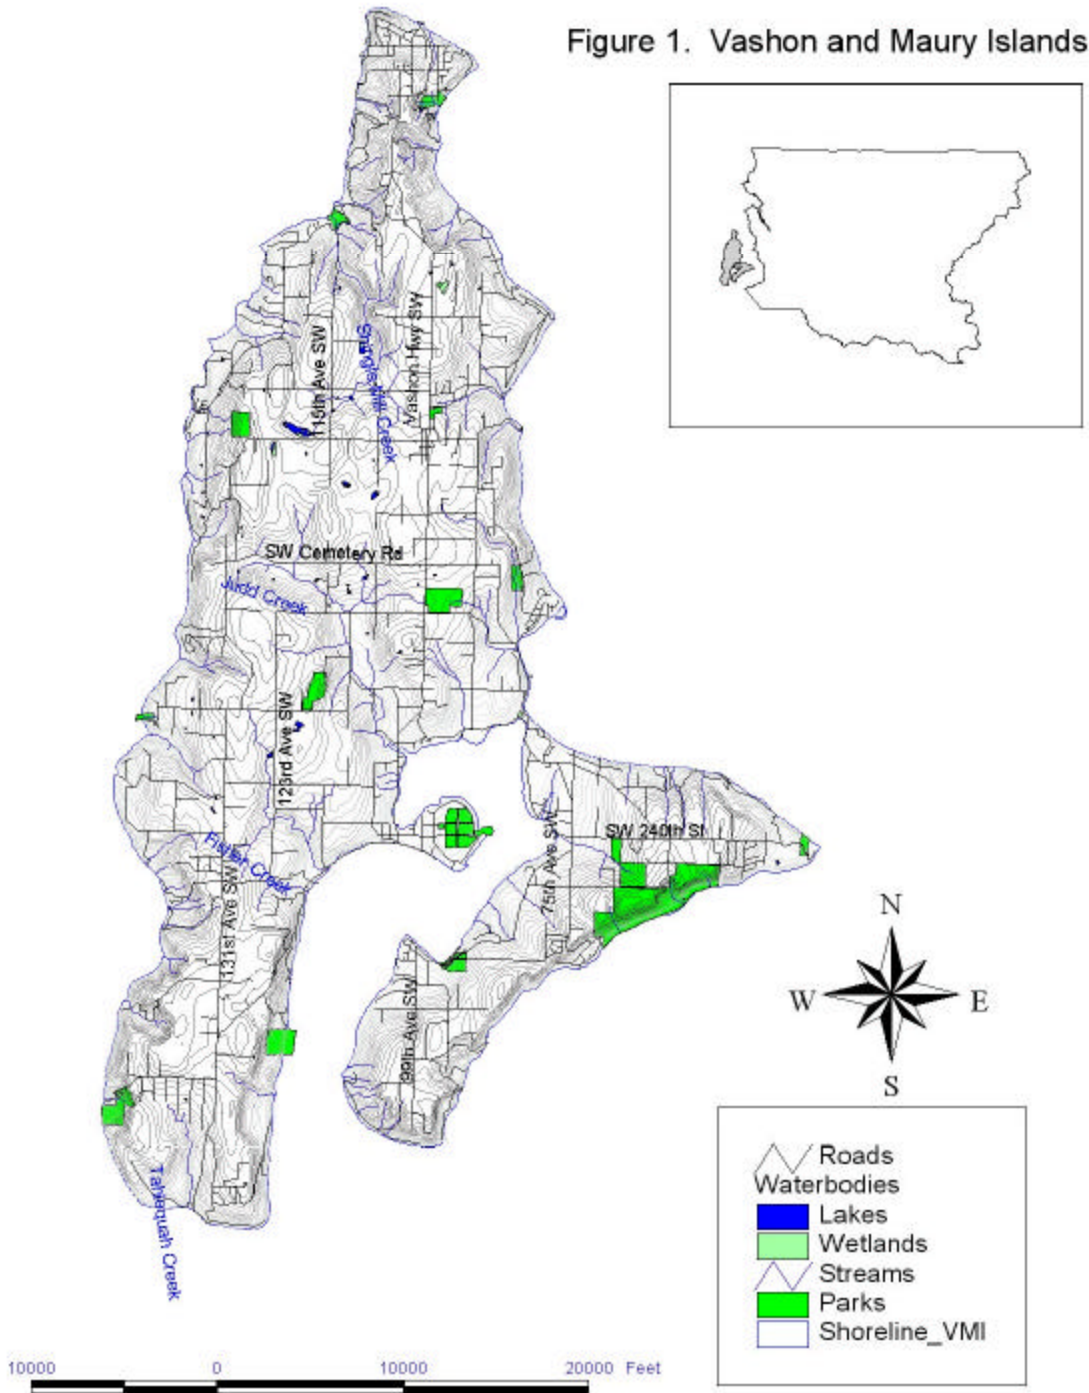 Figure 1. Vashon and Maury Islands
115th Ave SW
Shinglemill Creek
Vashon Hwy SW
SW Cemetery Rd
Judd Creek
123rd Ave SW
SW 240th St
75th Ave SW
Fisher Creek
131st Ave SW
99th Ave SW
Tahlequah Creek
N
W E
S
Roads
Waterbodies
Lakes
Wetlands
Streams
Parks
Shoreline_VMI
10000 0 10000 20000 Feet